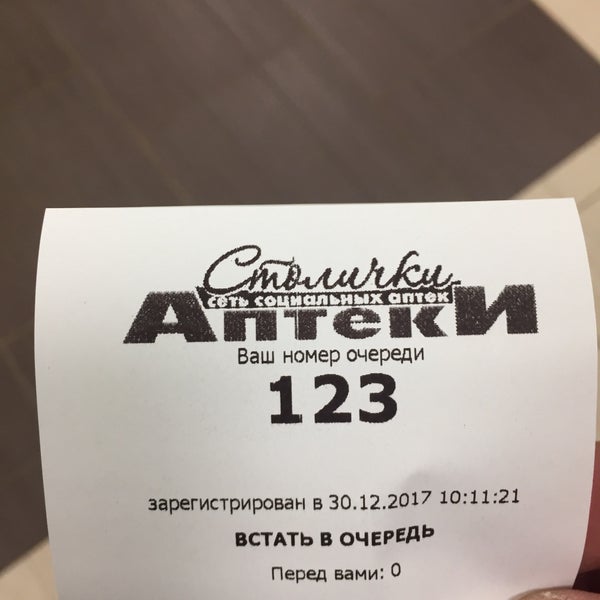 Столички
сеть социальных аптек
АптекИ
Ваш номер очереди
123
зарегистрирован в 30.12.2017 10:11:21
ВСТАТЬ В ОЧЕРЕДЬ
Перед вами: 0